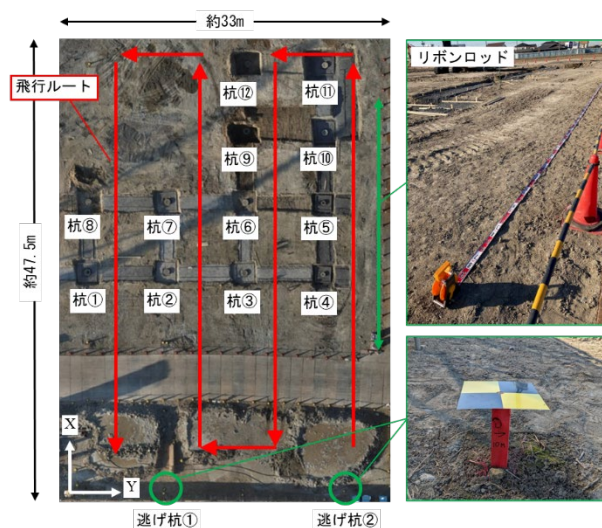 約33m
リボンロッド
飛行ルート
杭⑫
杭⑪
杭⑨
杭⑩
杭⑧
杭⑦
杭⑥
杭⑤
約47.5m
杭①
杭②
杭③
杭④
X
Y
逃げ杭①
逃げ杭②